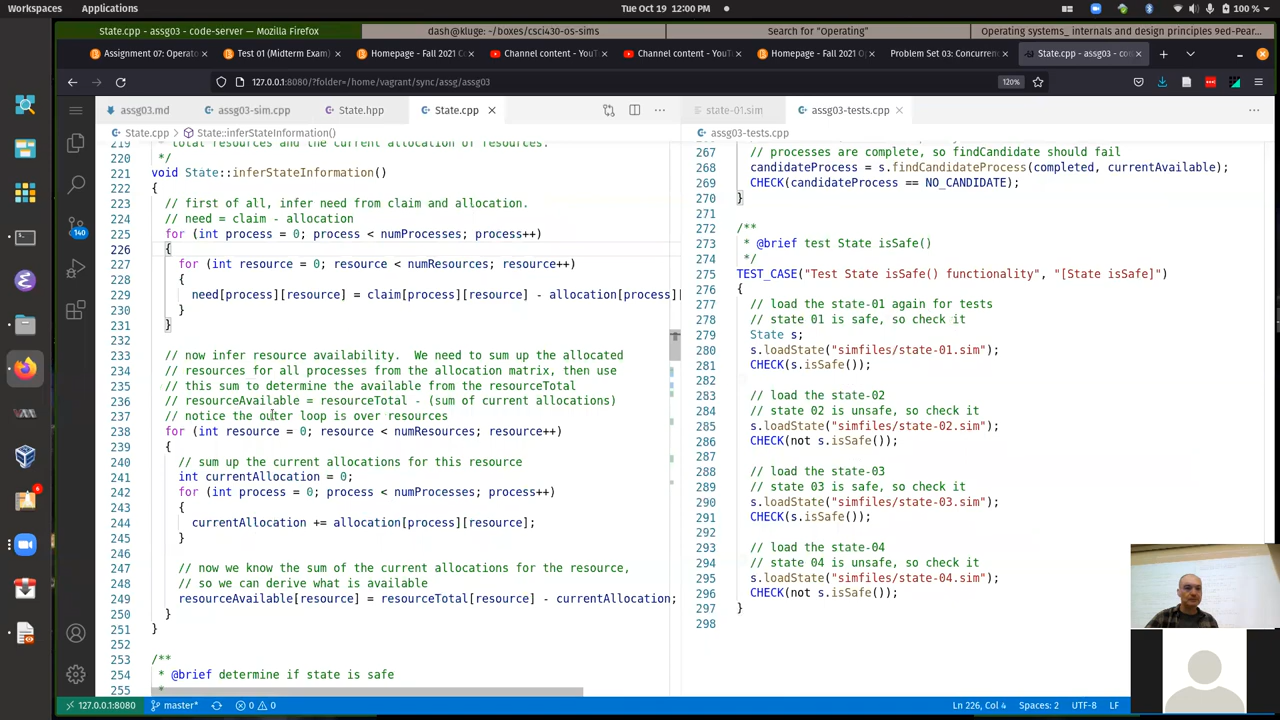 Workspaces Applications Tue Oct 19 12:00 PM 100 %
State.cpp - assg03 - code-server — Mozilla Firefox dash@kluge: ~/boxes/csci430-os-sims Search for "Operating" Operating systems_ internals and design principles 9ed-Pear...
Assignment 07: Operat Test 01 (Midterm Exam) Homepage - Fall 2021 C Channel content - YouTu Channel content - YouTu Homepage - Fall 2021 Op Problem Set 03: Concurrenc State.cpp - assg03 - co
127.0.0.1:8080/?folder=/home/vagrant/sync/assg/assg03 120%
assg03.md assg03-sim.cpp State.hpp State.cpp state-01.sim assg03-tests.cpp
State.cpp > State::inferStateInformation() assg03-tests.cpp
219 total resources and the current allocation of resources.
220 */
221 void State::inferStateInformation()
222 {
223 // first of all, infer need from claim and allocation.
224 // need = claim - allocation
225 for (int process = 0; process < numProcesses; process++)
226 {
227 for (int resource = 0; resource < numResources; resource++)
228 {
229 need[process][resource] = claim[process][resource] - allocation[process]
230 }
231 }
232
233 // now infer resource availability.  We need to sum up the allocated
234 // resources for all processes from the allocation matrix, then use
235 // this sum to determine the available from the resourceTotal
236 // resourceAvailable = resourceTotal - (sum of current allocations)
237 // notice the outer loop is over resources
238 for (int resource = 0; resource < numResources; resource++)
239 {
240 // sum up the current allocations for this resource
241 int currentAllocation = 0;
242 for (int process = 0; process < numProcesses; process++)
243 {
244 currentAllocation += allocation[process][resource];
245 }
246
247 // now we know the sum of the current allocations for the resource,
248 // so we can derive what is available
249 resourceAvailable[resource] = resourceTotal[resource] - currentAllocation;
250 }
251 }
252
253 /**
254 * @brief determine if state is safe
255 *
267 // processes are complete, so findCandidate should fail
268 candidateProcess = s.findCandidateProcess(completed, currentAvailable);
269 CHECK(candidateProcess == NO_CANDIDATE);
270 }
271
272 /**
273 * @brief test State isSafe()
274 */
275 TEST_CASE("Test State isSafe() functionality", "[State isSafe]")
276 {
277 // load the state-01 again for tests
278 // state 01 is safe, so check it
279 State s;
280 s.loadState("simfiles/state-01.sim");
281 CHECK(s.isSafe());
282
283 // load the state-02
284 // state 02 is unsafe, so check it
285 s.loadState("simfiles/state-02.sim");
286 CHECK(not s.isSafe());
287
288 // load the state-03
289 // state 03 is safe, so check it
290 s.loadState("simfiles/state-03.sim");
291 CHECK(s.isSafe());
292
293 // load the state-04
294 // state 04 is unsafe, so check it
295 s.loadState("simfiles/state-04.sim");
296 CHECK(not s.isSafe());
297 }
298
140
127.0.0.1:8080 master* 0 0 Ln 226, Col 4 Spaces: 2 UTF-8 LF